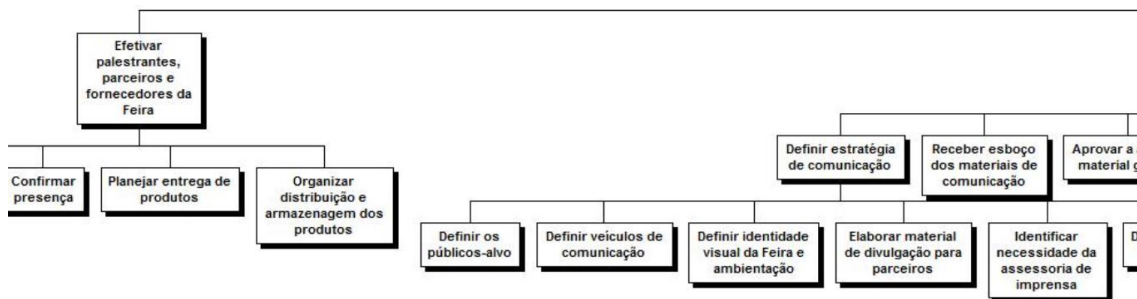 Efetivar
palestrantes,
parceiros e
fornecedores da
Feira
Confirmar
presença
Planejar entrega de
produtos
Organizar
distribuição e
armazenagem dos
produtos
Definir estratégia
de comunicação
Receber esboço
dos materiais de
comunicação
Aprovar a
material
Definir os
públicos-alvo
Definir veículos de
comunicação
Definir identidade
visual da Feira e
ambientação
Elaborar material
de divulgação para
parceiros
Identificar
necessidade da
assessoria de
imprensa